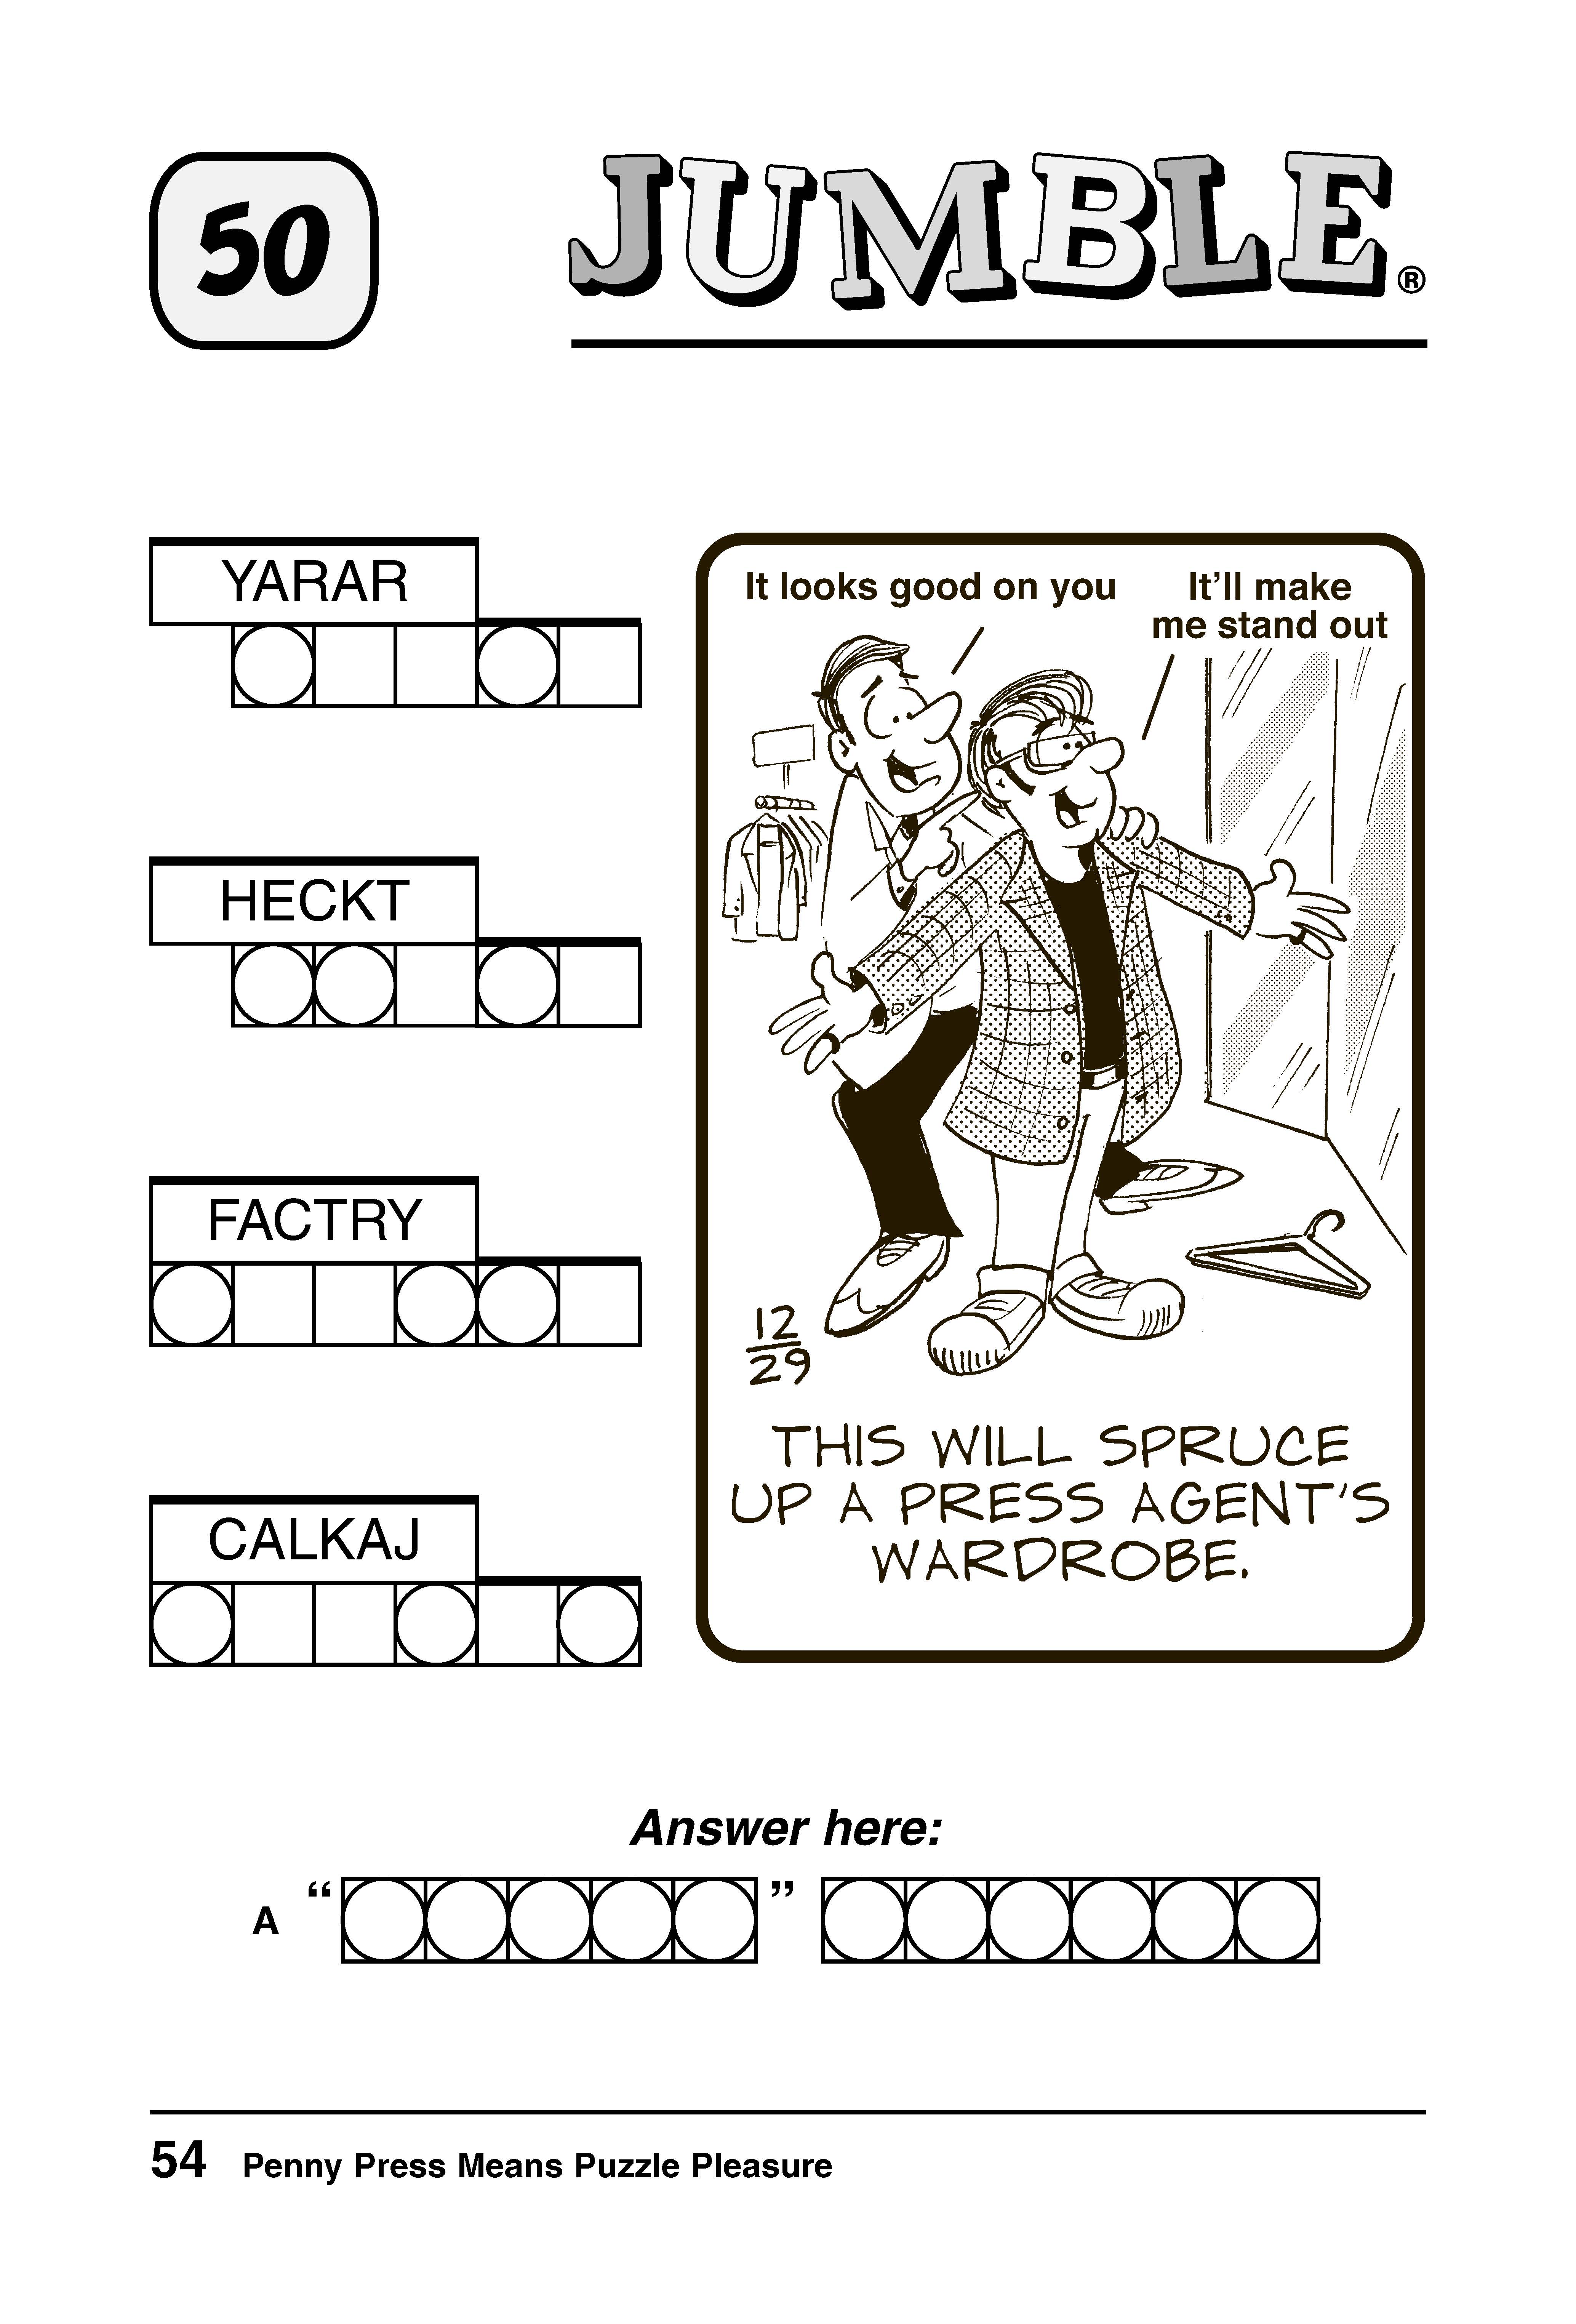 50
JUMBLE®
YARAR
HECKT
FACTRY
CALKAJ
It looks good on you
It’ll make
me stand out
12
29
THIS WILL SPRUCE
UP A PRESS AGENT’S
WARDROBE.
Answer here:
A “ ”
54 Penny Press Means Puzzle Pleasure